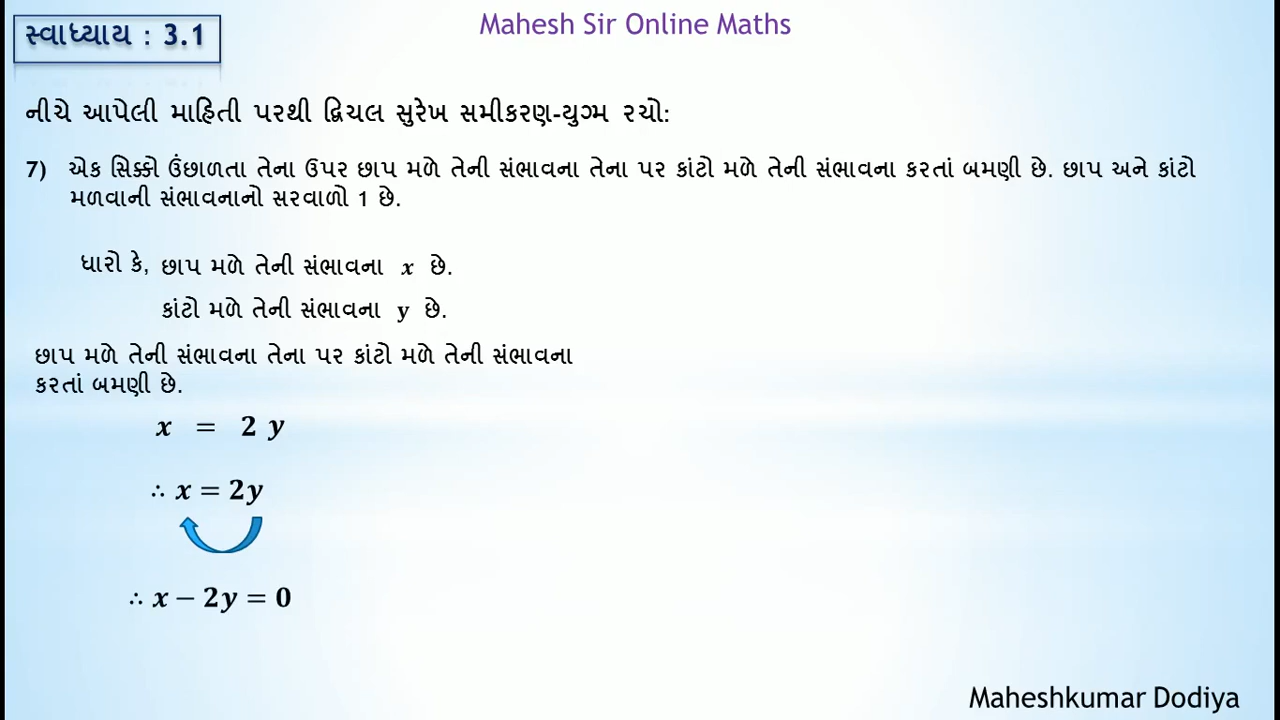 સ્વાધ્યાય : 3.1
Mahesh Sir Online Maths
નીચે આપેલી માહિતી પરથી દ્વિચલ સુરેખ સમીકરણ-યુગ્મ રચો:
7) એક સિક્કો ઉંછાળતા તેના ઉપર છાપ મળે તેની સંભાવના તેના પર કાંટો મળે તેની સંભાવના કરતાં બમણી છે. છાપ અને કાંટો
મળવાની સંભાવનાનો સરવાળો 1 છે.
ધારો કે, છાપ મળે તેની સંભાવના x છે.
કાંટો મળે તેની સંભાવના y છે.
છાપ મળે તેની સંભાવના તેના પર કાંટો મળે તેની સંભાવના
કરતાં બમણી છે.
x = 2 y
∴ x = 2y
∴ x − 2y = 0
Maheshkumar Dodiya